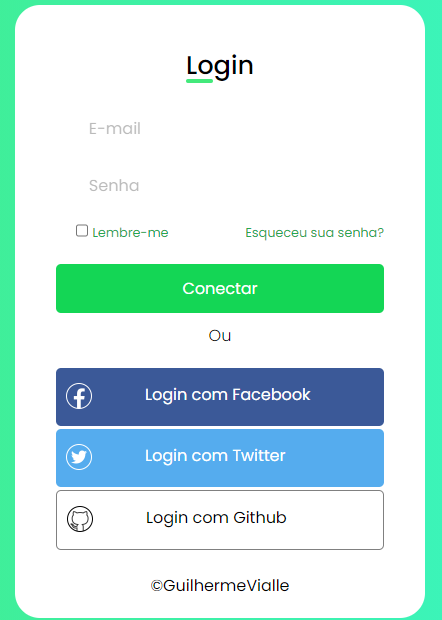 Login
E-mail
Senha
Lembre-me Esqueceu sua senha?
Conectar
Ou
Login com Facebook
Login com Twitter
Login com Github
©GuilhermeVialle